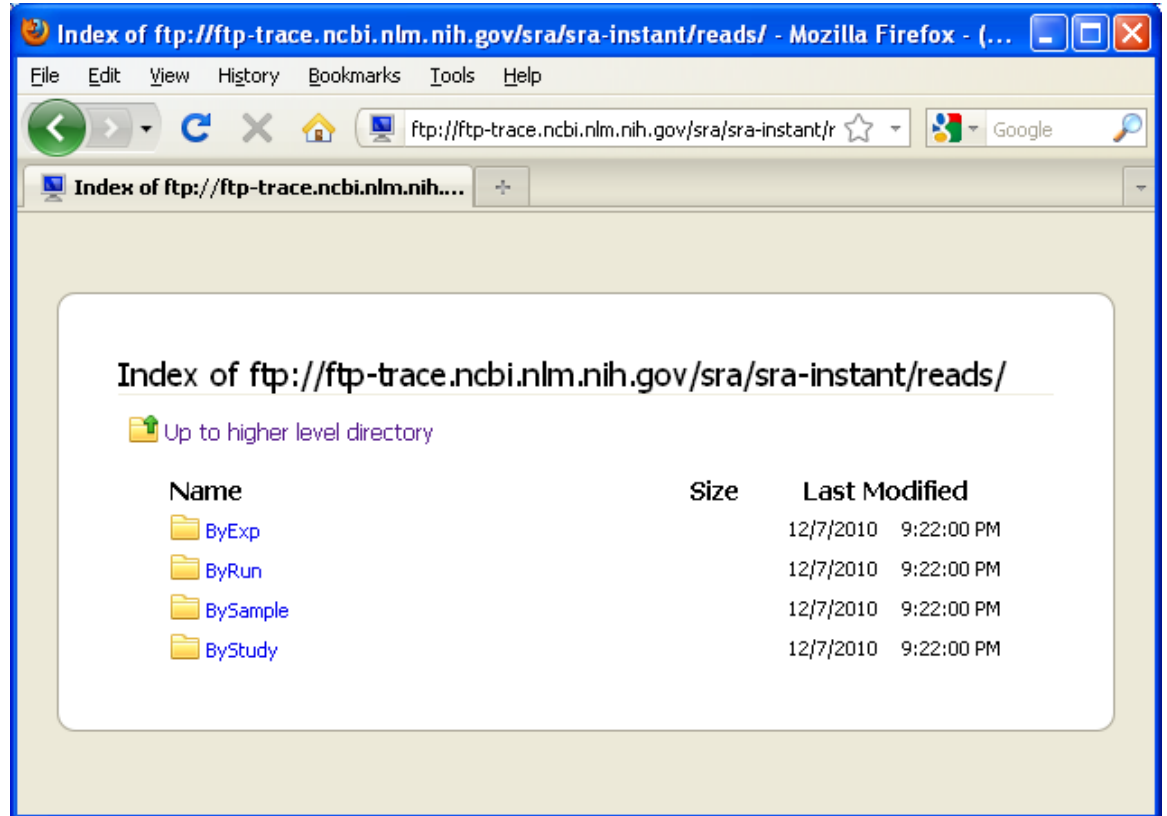 Index of ftp://ftp-trace.ncbi.nlm.nih.gov/sra/sra-instant/reads/ - Mozilla Firefox - (...
File Edit View History Bookmarks Tools Help
ftp://ftp-trace.ncbi.nlm.nih.gov/sra/sra-instant/r Google
Index of ftp://ftp-trace.ncbi.nlm.nih....
Index of ftp://ftp-trace.ncbi.nlm.nih.gov/sra/sra-instant/reads/
Up to higher level directory
Name Size Last Modified
ByExp 12/7/2010 9:22:00 PM
ByRun 12/7/2010 9:22:00 PM
BySample 12/7/2010 9:22:00 PM
ByStudy 12/7/2010 9:22:00 PM